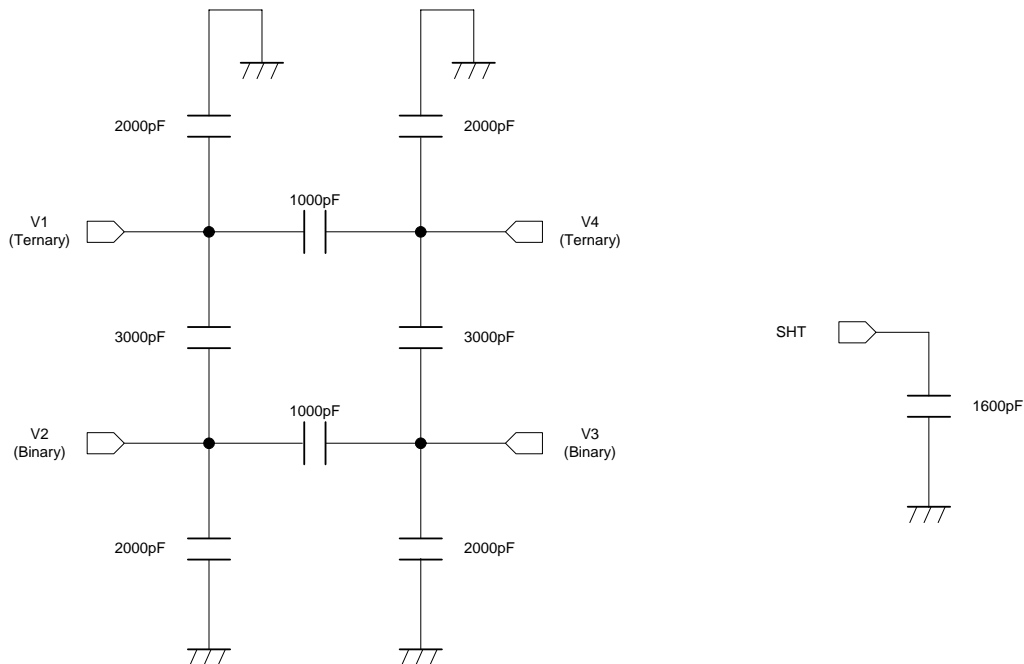 2000pF
2000pF
1000pF
V1
(Ternary)
V4
(Ternary)
3000pF
3000pF
SHT
1600pF
1000pF
V2
(Binary)
V3
(Binary)
2000pF
2000pF